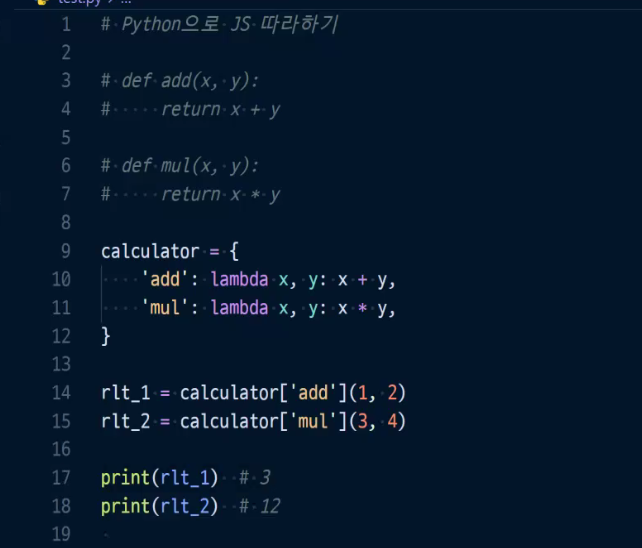 test.py > ...
1 # Python으로 JS 따라하기
2
3 # def add(x, y):
4 #     return x + y
5
6 # def mul(x, y):
7 #     return x * y
8
9 calculator = {
10     'add': lambda x, y: x + y,
11     'mul': lambda x, y: x * y,
12 }
13
14 rlt_1 = calculator['add'](1, 2)
15 rlt_2 = calculator['mul'](3, 4)
16
17 print(rlt_1)  # 3
18 print(rlt_2)  # 12
19